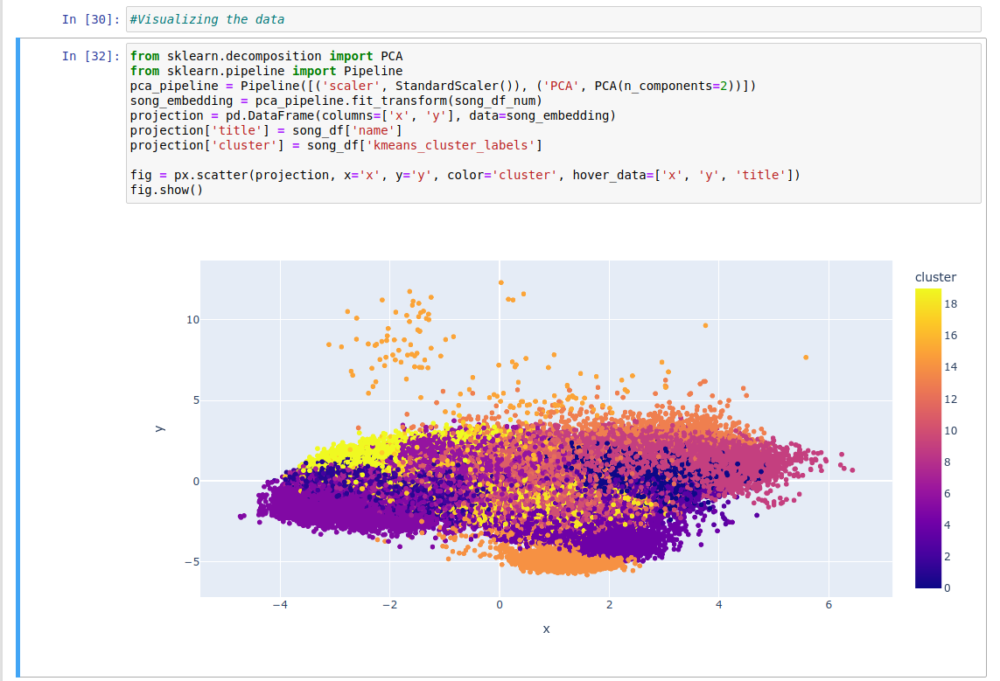 In [30]: #Visualizing the data
In [32]: from sklearn.decomposition import PCA
from sklearn.pipeline import Pipeline
pca_pipeline = Pipeline([('scaler', StandardScaler()), ('PCA', PCA(n_components=2))])
song_embedding = pca_pipeline.fit_transform(song_df_num)
projection = pd.DataFrame(columns=['x', 'y'], data=song_embedding)
projection['title'] = song_df['name']
projection['cluster'] = song_df['kmeans_cluster_labels']
fig = px.scatter(projection, x='x', y='y', color='cluster', hover_data=['x', 'y', 'title'])
fig.show()
cluster
18
16
14
12
10
8
6
4
2
0
10
5
0
−5
y
−4 −2 0 2 4 6
x